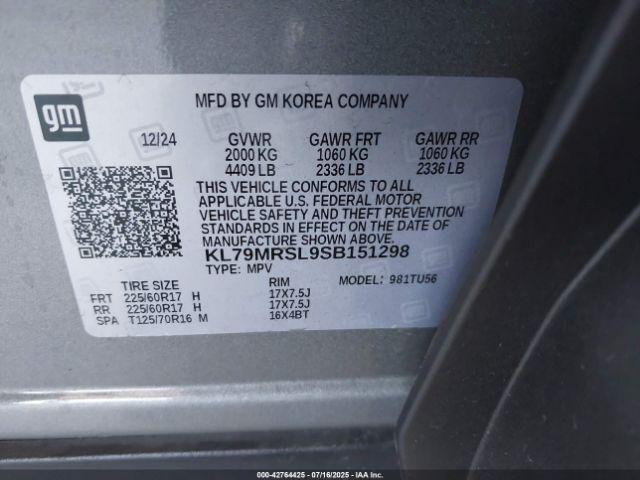 gm
MFD BY GM KOREA COMPANY
12/24 GVWR GAWR FRT GAWR RR
2000 KG 1060 KG 1060 KG
4409 LB 2336 LB 2336 LB
THIS VEHICLE CONFORMS TO ALL
APPLICABLE U.S. FEDERAL MOTOR
VEHICLE SAFETY AND THEFT PREVENTION
STANDARDS IN EFFECT ON THE DATE OF
MANUFACTURE SHOWN ABOVE.
KL79MRSL9SB151298
TYPE: MPV MODEL: 981TU56
TIRE SIZE RIM
FRT 225/60R17 H 17X7.5J
RR 225/60R17 H 17X7.5J
SPA T125/70R16 M 16X4BT
000-42764425 | 07/16/2025 | IAA Inc.